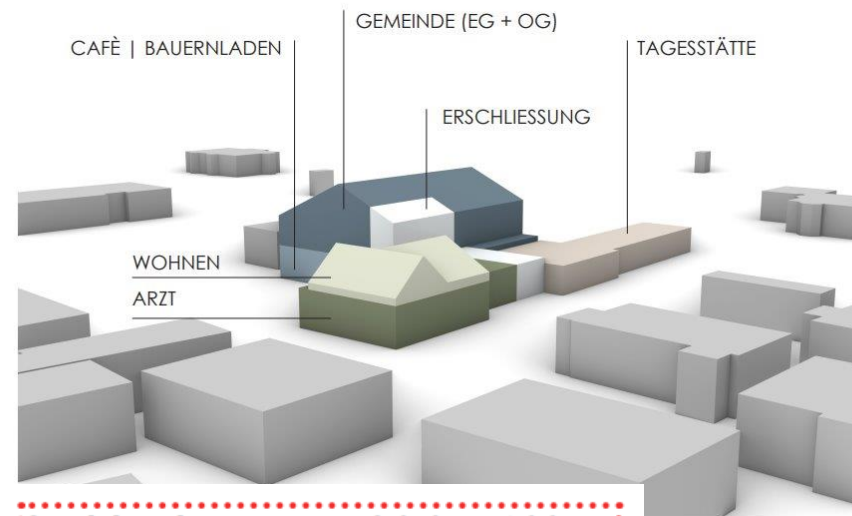 GEMEINDE (EG + OG)
CAFÈ | BAUERNLADEN
TAGESSTÄTTE
ERSCHLIESSUNG
WOHNEN
ARZT